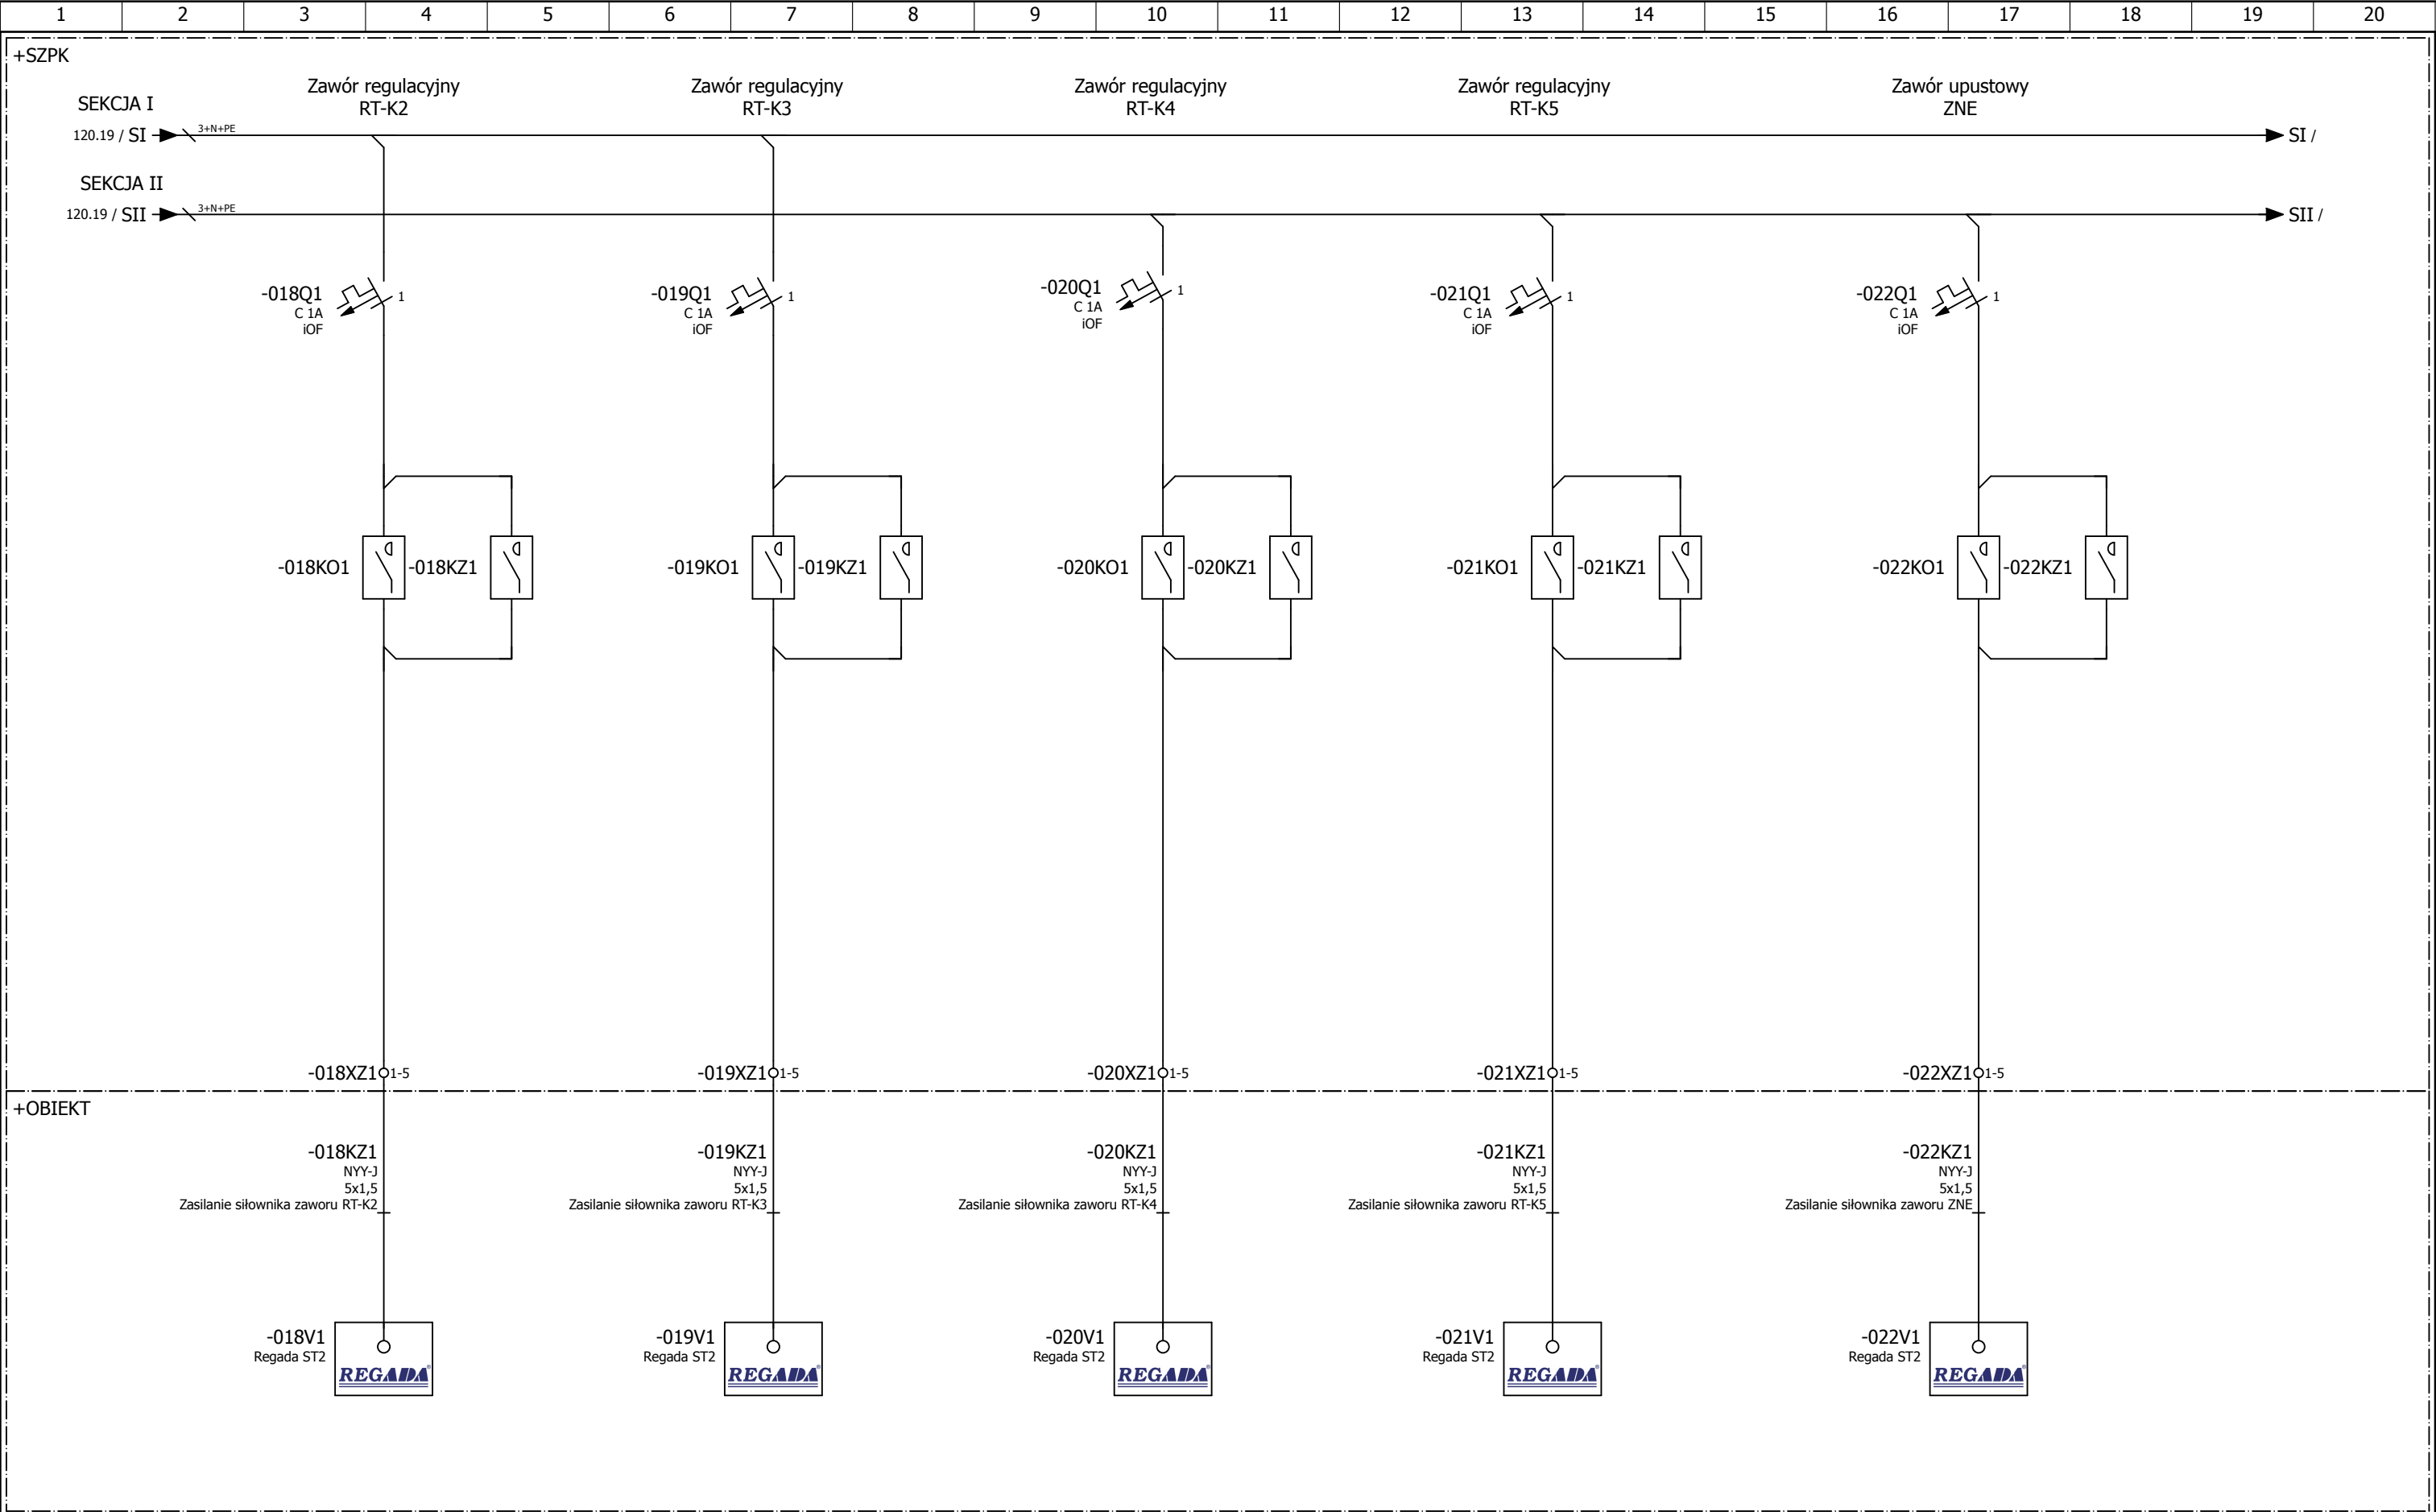 1 2 3 4 5 6 7 8 9 10 11 12 13 14 15 16 17 18 19 20
+SZPK
Zawór regulacyjny
RT-K2
Zawór regulacyjny
RT-K3
Zawór regulacyjny
RT-K4
Zawór regulacyjny
RT-K5
Zawór upustowy
ZNE
SEKCJA I
120.19 / SI 3+N+PE SI /
SEKCJA II
120.19 / SII 3+N+PE SII /
-018Q1 1
C 1A
iOF
-019Q1 1
C 1A
iOF
-020Q1 1
C 1A
iOF
-021Q1 1
C 1A
iOF
-022Q1 1
C 1A
iOF
-018KO1 -018KZ1 -019KO1 -019KZ1 -020KO1 -020KZ1 -021KO1 -021KZ1 -022KO1 -022KZ1
-018XZ1 1-5 -019XZ1 1-5 -020XZ1 1-5 -021XZ1 1-5 -022XZ1 1-5
+OBIEKT
-018KZ1
NYY-J
5x1,5
Zasilanie siłownika zaworu RT-K2
-019KZ1
NYY-J
5x1,5
Zasilanie siłownika zaworu RT-K3
-020KZ1
NYY-J
5x1,5
Zasilanie siłownika zaworu RT-K4
-021KZ1
NYY-J
5x1,5
Zasilanie siłownika zaworu RT-K5
-022KZ1
NYY-J
5x1,5
Zasilanie siłownika zaworu ZNE
-018V1
Regada ST2
REGADA®
-019V1
Regada ST2
REGADA®
-020V1
Regada ST2
REGADA®
-021V1
Regada ST2
REGADA®
-022V1
Regada ST2
REGADA®